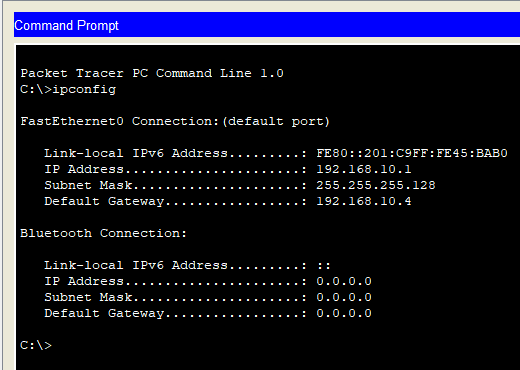 Command Prompt
Packet Tracer PC Command Line 1.0
C:\>ipconfig
FastEthernet0 Connection:(default port)
Link-local IPv6 Address.........: FE80::201:C9FF:FE45:BAB0
IP Address......................: 192.168.10.1
Subnet Mask.....................: 255.255.255.128
Default Gateway.................: 192.168.10.4
Bluetooth Connection:
Link-local IPv6 Address.........: ::
IP Address......................: 0.0.0.0
Subnet Mask.....................: 0.0.0.0
Default Gateway.................: 0.0.0.0
C:\>